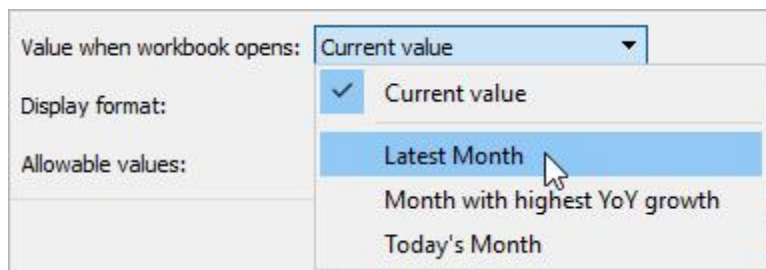 Value when workbook opens: Current value
Current value
Display format:
Latest Month
Allowable values:
Month with highest YoY growth
Today's Month